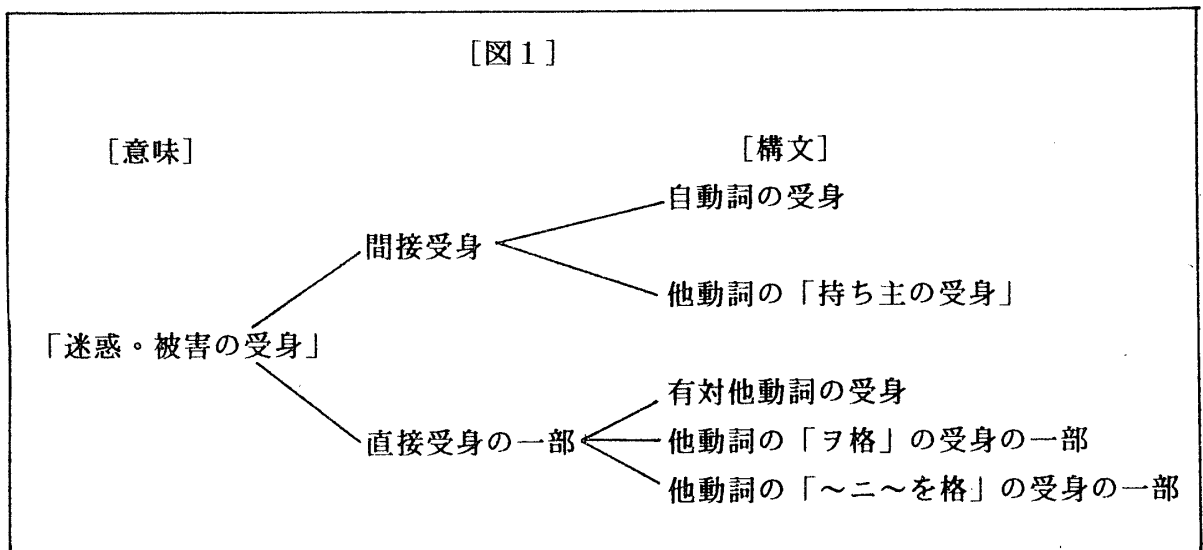 [図1]
[意味] [構文]
自動詞の受身
間接受身
他動詞の「持ち主の受身」
「迷惑。被害の受身」
有対他動詞の受身
直接受身の一部 他動詞の「ヲ格」の受身の一部
他動詞の「～ニ～を格」の受身の一部